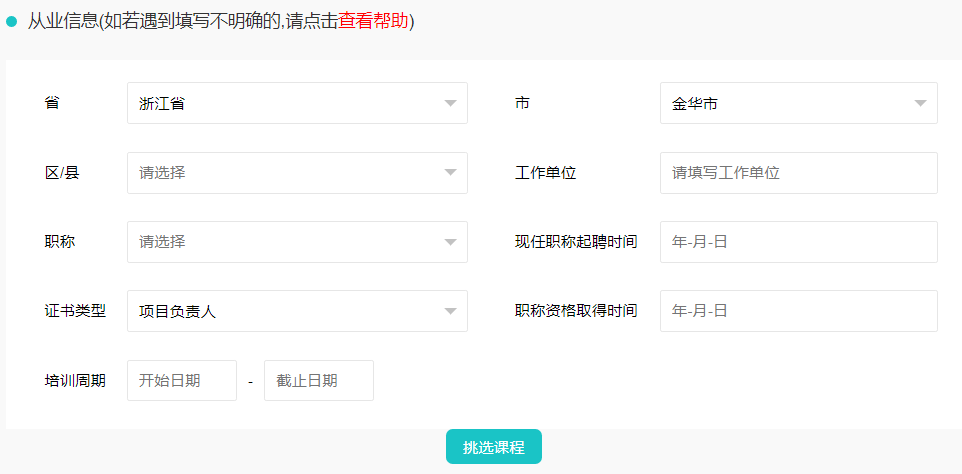 从业信息(如若遇到填写不明确的,请点击查看帮助)
省 浙江省 市 金华市
区/县 请选择 工作单位 请填写工作单位
职称 请选择 现任职称起聘时间 年-月-日
证书类型 项目负责人 职称资格取得时间 年-月-日
培训周期 开始日期 - 截止日期
挑选课程